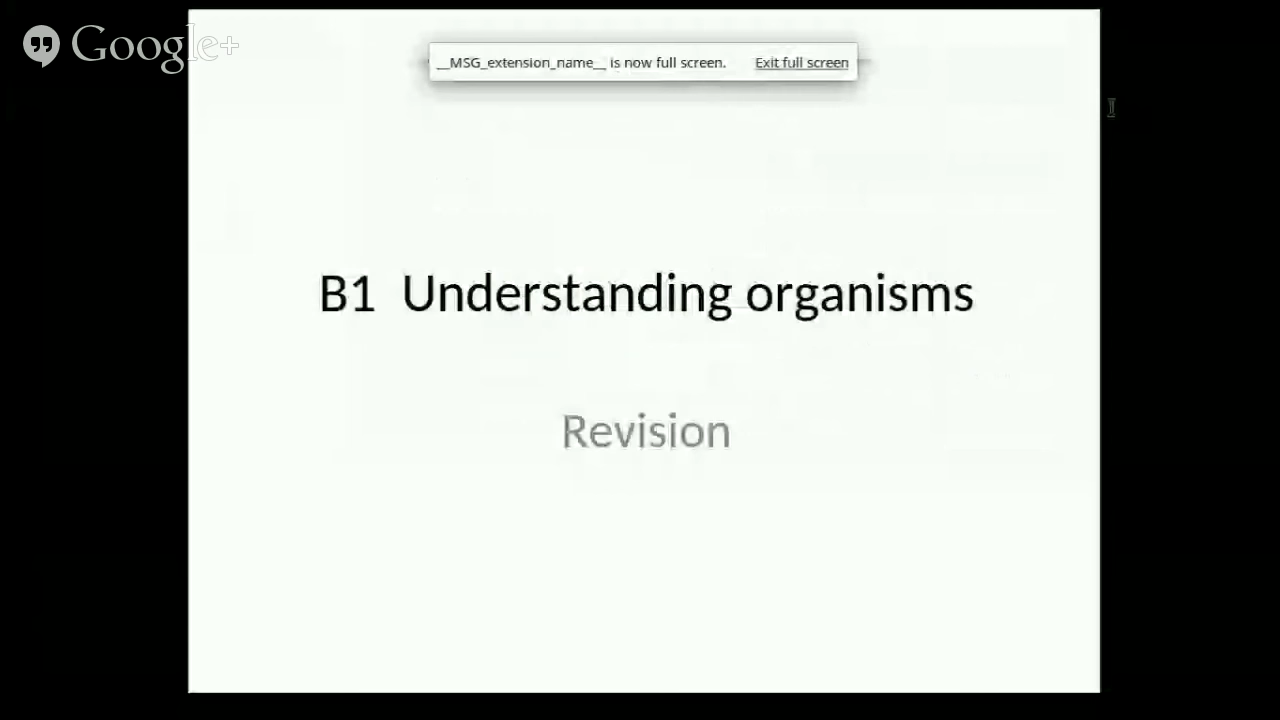 Google+
__MSG_extension_name__ is now full screen. Exit full screen
B1 Understanding organisms
Revision